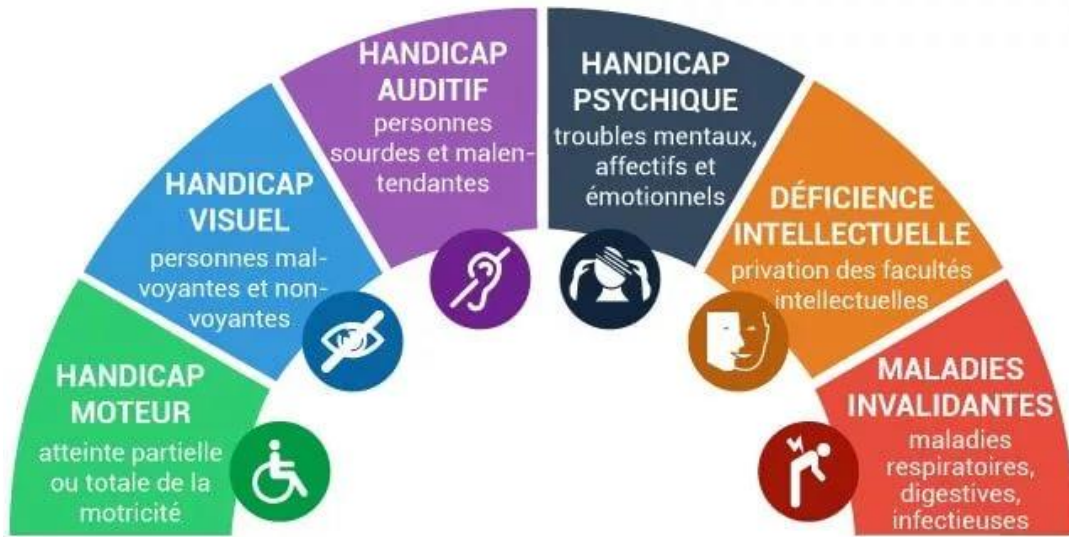 HANDICAP
MOTEUR
atteinte partielle
ou totale de la
motricité
HANDICAP
VISUEL
personnes mal-
voyantes et non-
voyantes
HANDICAP
AUDITIF
personnes
sourdes et malen-
tendantes
HANDICAP
PSYCHIQUE
troubles mentaux,
affectifs et
émotionnels
DÉFICIENCE
INTELLECTUELLE
privation des facultés
intellectuelles
MALADIES
INVALIDANTES
maladies
respiratoires,
digestives,
infectieuses